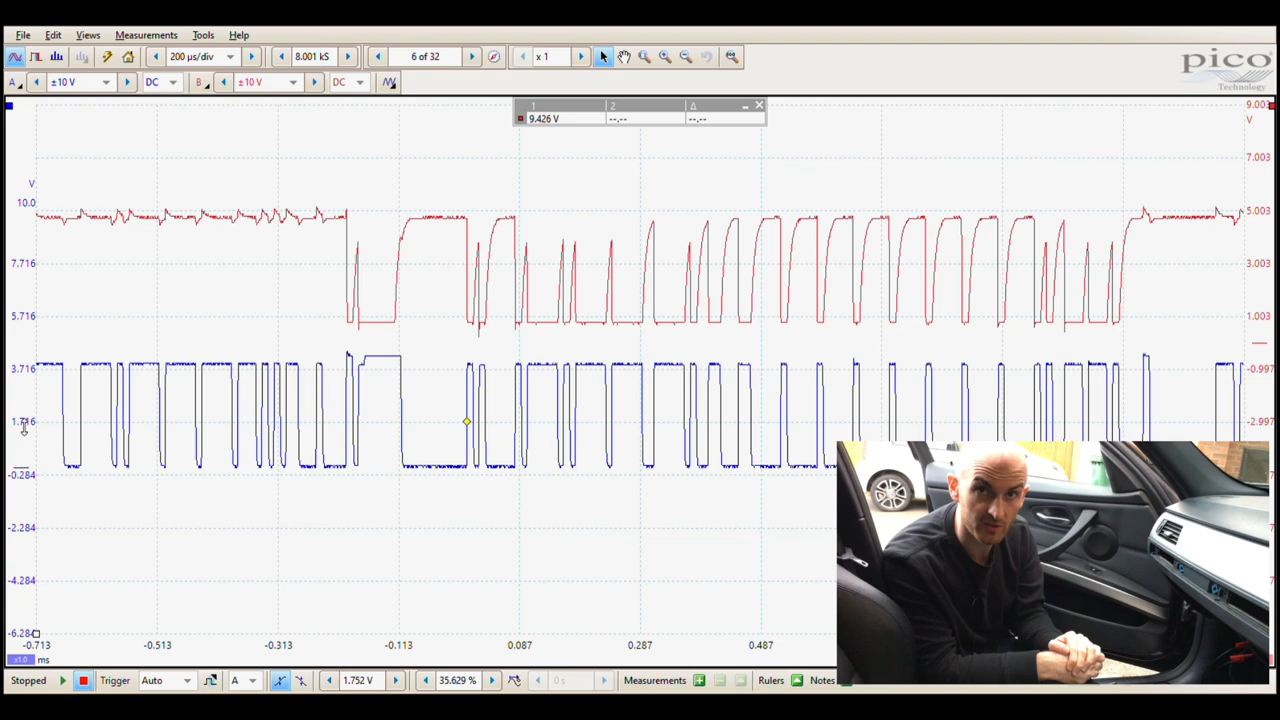 File Edit Views Measurements Tools Help
200 µs/div 8.001 kS 6 of 32 x 1
pico
Technology
A ±10 V DC B ±10 V DC
1 2 Δ
9.426 V --.-- --.--
9.003
V
7.003
5.003
3.003
1.003
-0.997
-2.997
V
10.0
7.716
5.716
3.716
-0.284
-2.284
-4.284
-6.284
-0.713 -0.513 -0.313 -0.113 0.087 0.287 0.487
x1.0 ms
Stopped Trigger Auto A 1.752 V 35.629 % 0 s Measurements Notes